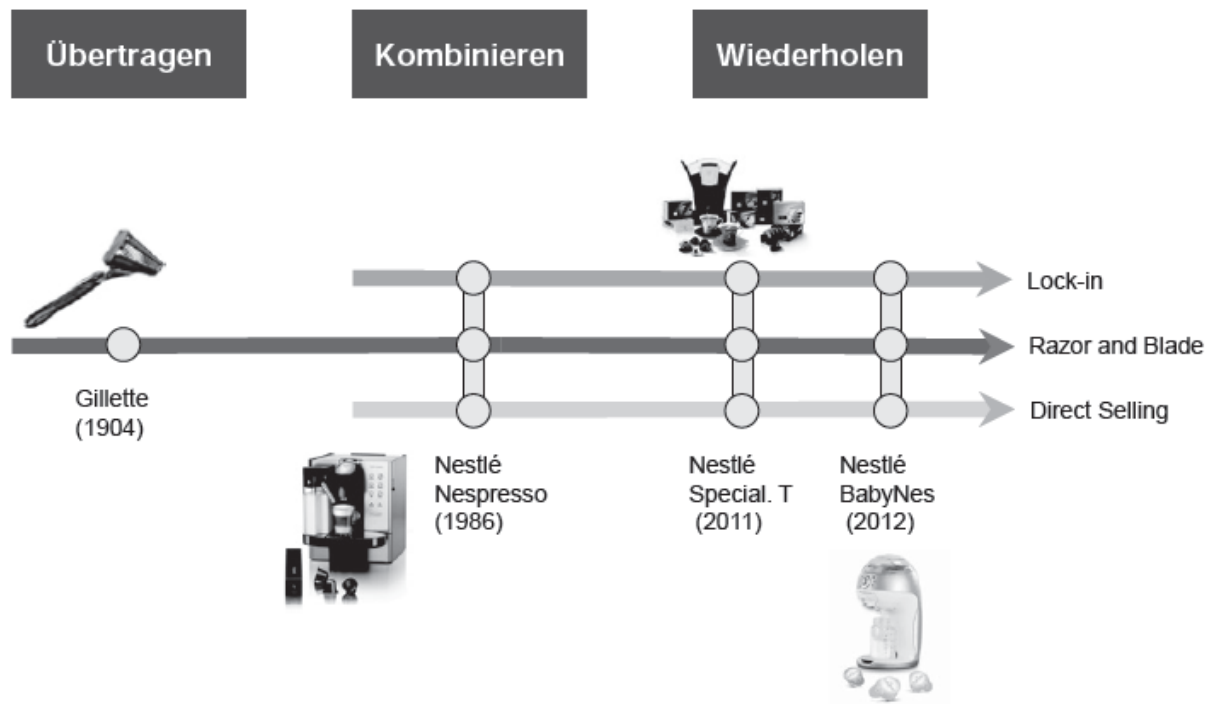 Übertragen
Kombinieren
Wiederholen
Lock-in
Razor and Blade
Direct Selling
Gillette
(1904)
Nestlé
Nespresso
(1986)
Nestlé
Special. T
(2011)
Nestlé
BabyNes
(2012)